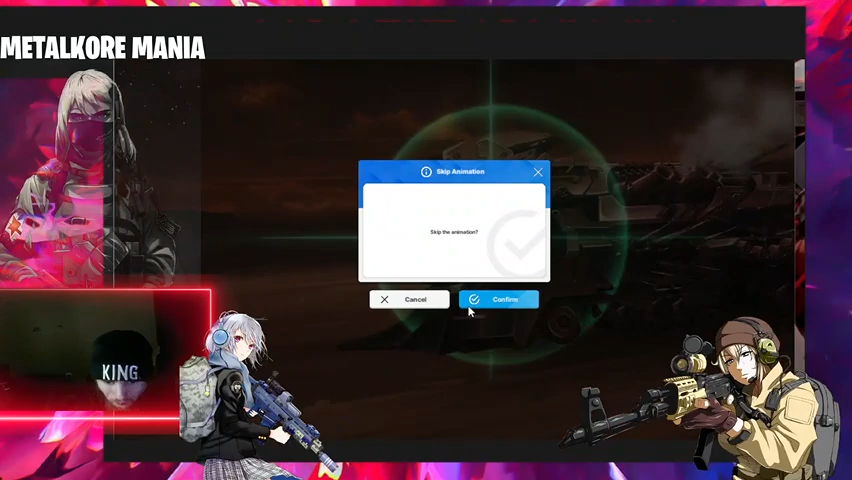 METALKORE MANIA
Skip Animation
Skip the animation?
Cancel
Confirm
KING